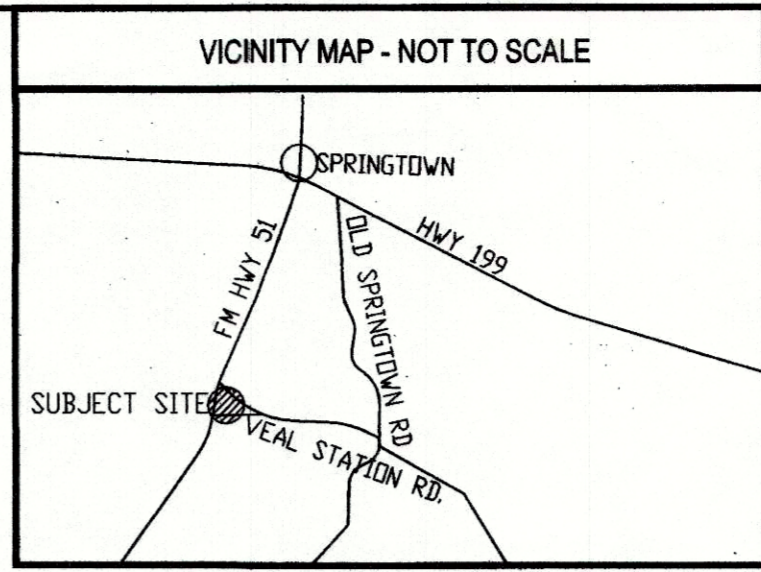 VICINITY MAP - NOT TO SCALE
SPRINGTOWN
HWY 199
FM HWY 51
OLD SPRINGTOWN RD
SUBJECT SITE
VEAL STATION RD.